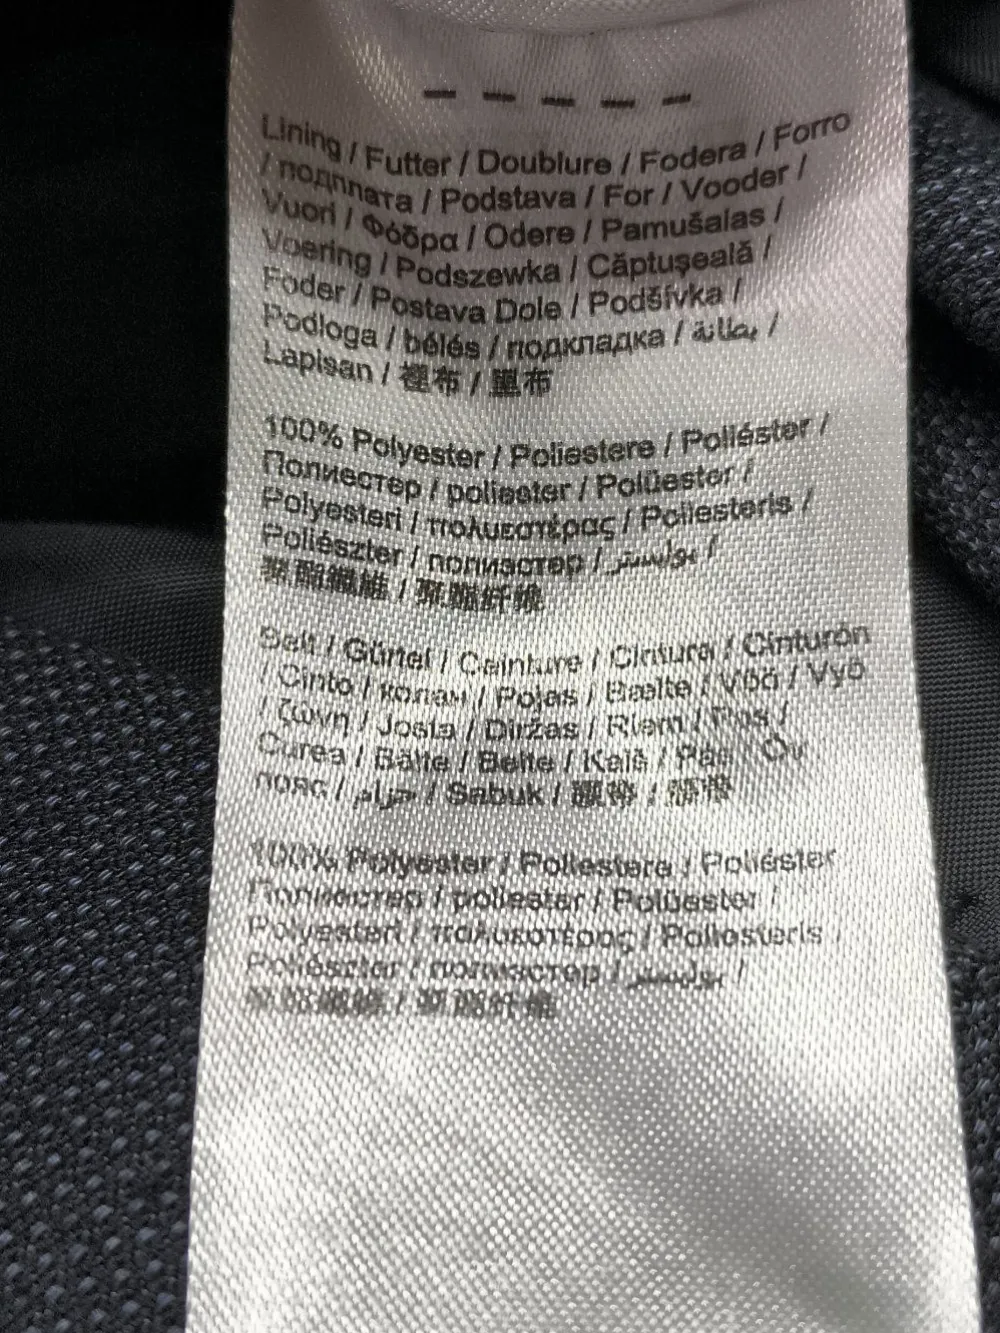 Lining / Futter / Doublure / Fodera / Forro
/ подплата / Podstava / For / Vooder /
Vuori / Φόδρα / Odere / Pamušalas /
Voering / Podszewka / Căptușeală /
Foder / Postava Dole / Podšívka /
Podloga / bélés / подкладка / بطانة /
Lapisan / 裡布 / 里布
100% Polyester / Poliestere / Poliéster /
Полиестер / poliester / Polüester /
Polyesteri / πολυεστέρας / Poliesteris /
Poliészter / полиэстер / بوليستر /
聚酯纖維 / 聚酯纤维
Belt / Gürtel / Ceinture / Cintura / Cinturón
/ Cinto / колан / Pojas / Bælte / Vöö / Vyö
/ ζώνη / Josta / Diržas / Riem / Pas /
Curea / Bälte / Belte / Kalš / Öv
пояс / حزام / Sabuk /
100% Polyester / Poliestere / Poliéster
Полиестер / poliester / Polüester /
Polyesteri / πολυεστέρας / Poliesteris /
Poliészter / полиэстер / بوليستر /
聚酯纖維 / 聚酯纤维